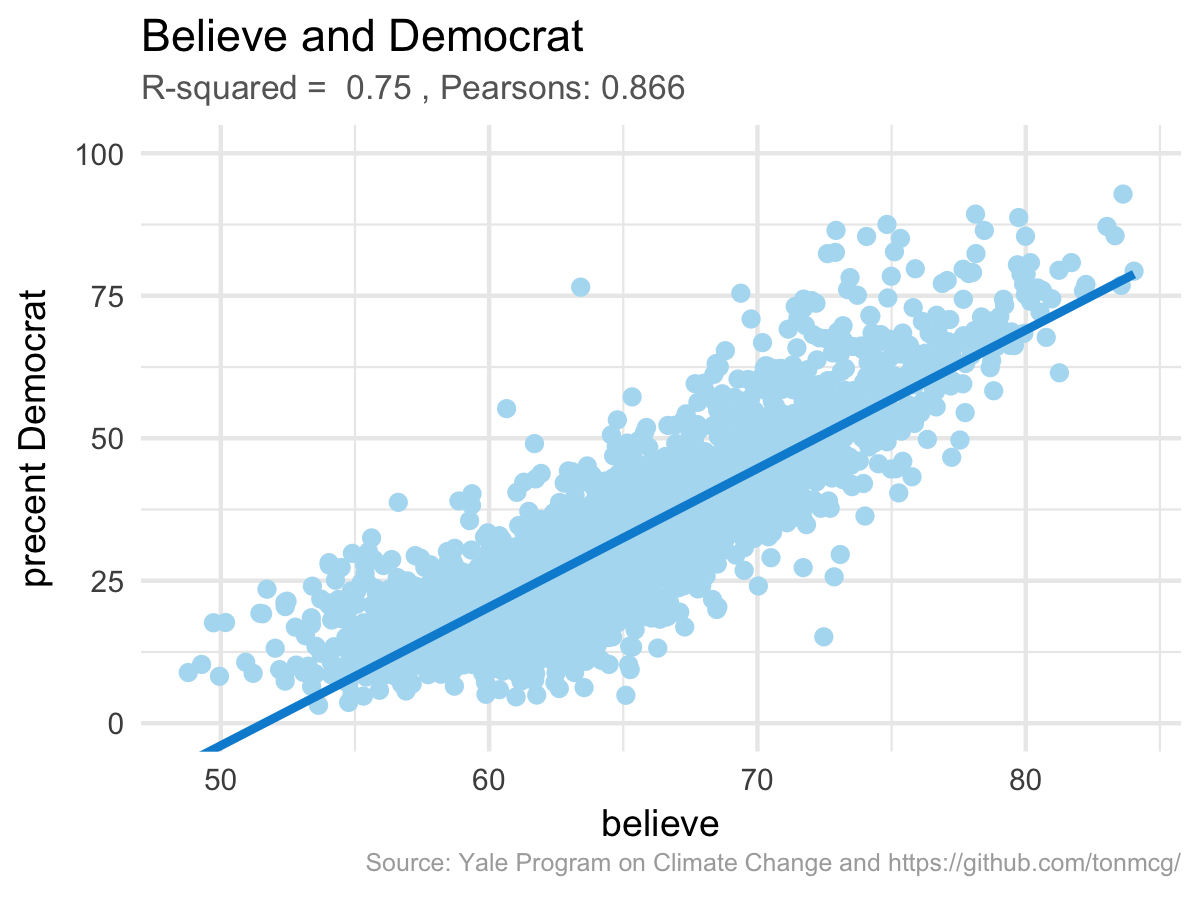 Believe and Democrat
R-squared =  0.75 , Pearsons: 0.866
100
75
50
25
0
precent Democrat
50 60 70 80
believe
Source: Yale Program on Climate Change and https://github.com/tonmcg/